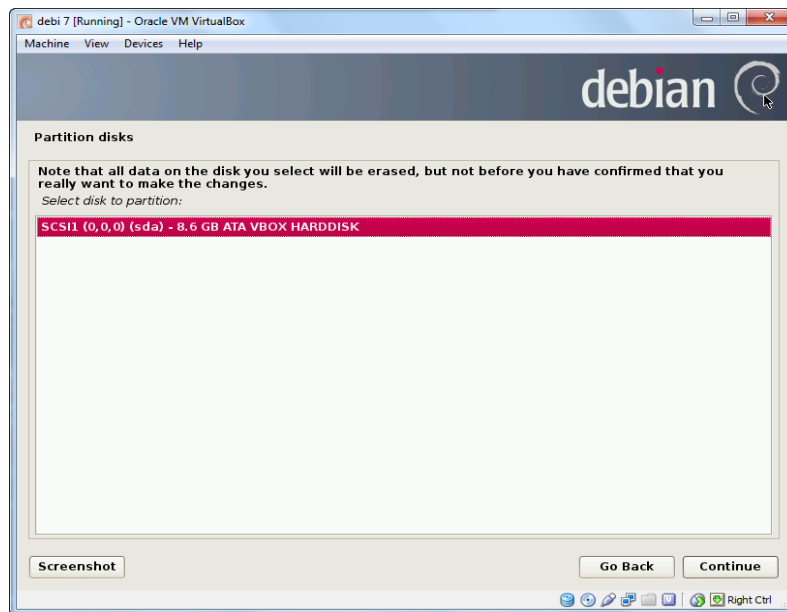 debi 7 [Running] - Oracle VM VirtualBox
Machine View Devices Help
debian
Partition disks
Note that all data on the disk you select will be erased, but not before you have confirmed that you
really want to make the changes.
Select disk to partition:
SCSI1 (0,0,0) (sda) - 8.6 GB ATA VBOX HARDDISK
Screenshot Go Back Continue
Right Ctrl